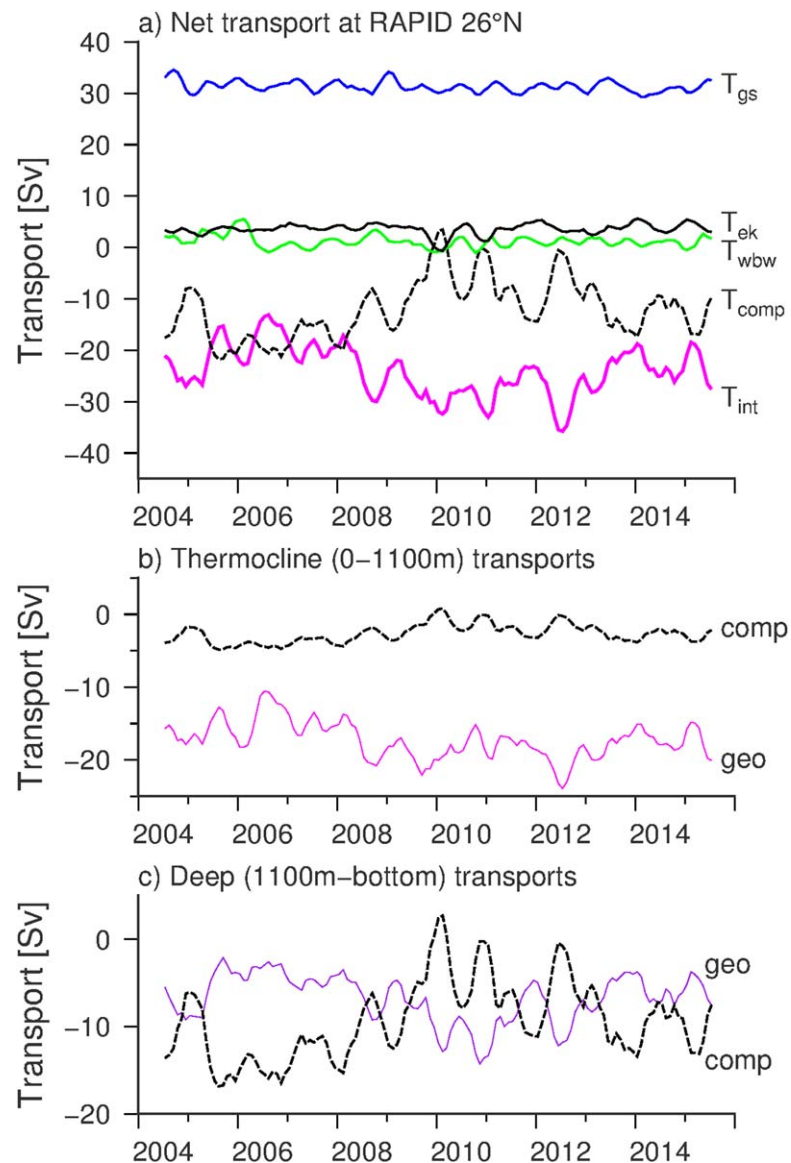 a) Net transport at RAPID 26°N
Transport [Sv]
40
30
20
10
0
−10
−20
−30
−40
Tgs
Tek
Twbw
Tcomp
Tint
2004 2006 2008 2010 2012 2014
b) Thermocline (0−1100m) transports
Transport [Sv]
0
−10
−20
comp
geo
2004 2006 2008 2010 2012 2014
c) Deep (1100m−bottom) transports
Transport [Sv]
0
−10
−20
geo
comp
2004 2006 2008 2010 2012 2014